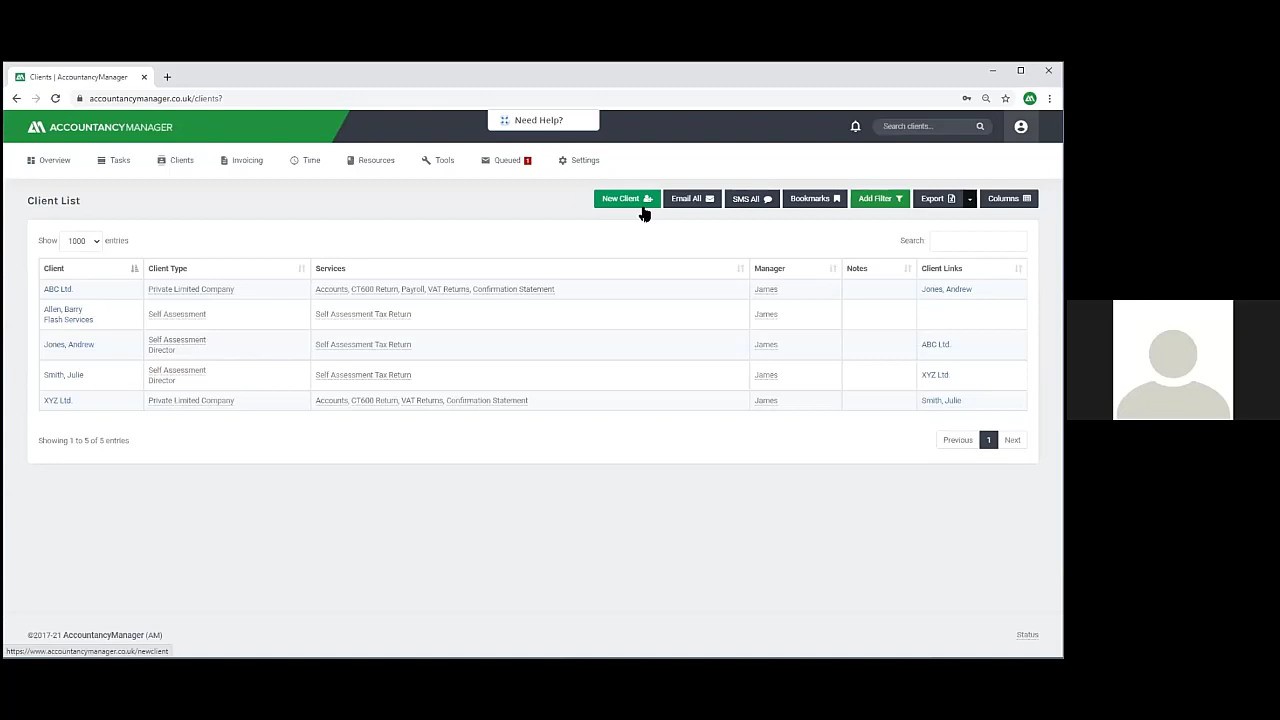 Clients | AccountancyManager
accountancymanager.co.uk/clients?
ACCOUNTANCYMANAGER
Need Help?
Search clients...
Overview Tasks Clients Invoicing Time Resources Tools Queued 1 Settings
Client List
New Client Email All SMS All Bookmarks Add Filter Export Columns
Show 1000 entries
Search:
Client Client Type Services Manager Notes Client Links
ABC Ltd. Private Limited Company Accounts, CT600 Return, Payroll, VAT Returns, Confirmation Statement James Jones, Andrew
Allen, Barry
Flash Services Self Assessment Self Assessment Tax Return James
Jones, Andrew Self Assessment
Director Self Assessment Tax Return James ABC Ltd.
Smith, Julie Self Assessment
Director Self Assessment Tax Return James XYZ Ltd.
XYZ Ltd. Private Limited Company Accounts, CT600 Return, VAT Returns, Confirmation Statement James Smith, Julie
Showing 1 to 5 of 5 entries
Previous 1 Next
©2017-21 AccountancyManager (AM)
Status
https://www.accountancymanager.co.uk/newclient